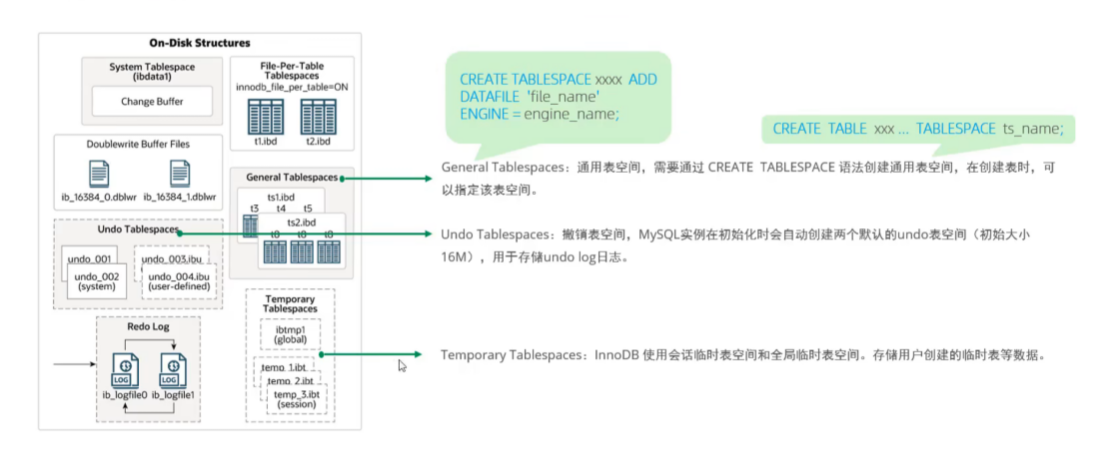 On-Disk Structures
System Tablespace
(ibdata1)
Change Buffer
File-Per-Table
Tablespaces
innodb_file_per_table=ON
t1.ibd
t2.ibd
Doublewrite Buffer Files
ib_16384_0.dblwr
ib_16384_1.dblwr
General Tablespaces
ts1.ibd
t3
t4
t5
ts2.ibd
Undo Tablespaces
undo_001
undo_002
(system)
undo_003.ibu
undo_004.ibu
(user-defined)
Redo Log
LOG
LOG
ib_logfile0
ib_logfile1
Temporary
Tablespaces
ibtmp1
(global)
temp_1.ibt
temp_2.ibt
temp_3.ibt
(session)
CREATE TABLESPACE xxxx ADD
DATAFILE 'file_name'
ENGINE = engine_name;
CREATE TABLE xxx ... TABLESPACE ts_name;
General Tablespaces：通用表空间，需要通过 CREATE TABLESPACE 语法创建通用表空间，在创建表时，可
以指定该表空间。
Undo Tablespaces：撤销表空间，MySQL实例在初始化时会自动创建两个默认的undo表空间（初始大小
16M），用于存储undo log日志。
Temporary Tablespaces：InnoDB 使用会话临时表空间和全局临时表空间。存储用户创建的临时表等数据。